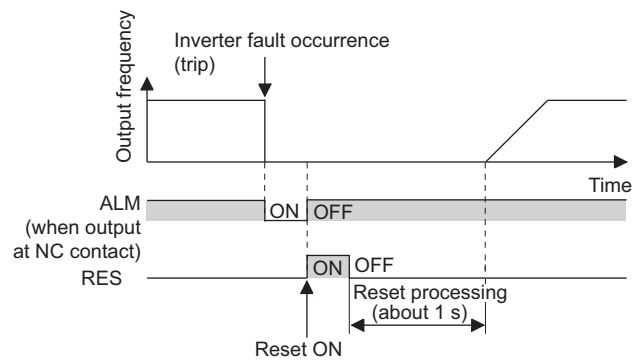 Inverter fault occurrence
(trip)
Output frequency
Time
ALM
(when output
at NC contact)
ON
OFF
RES
ON
OFF
Reset processing
(about 1 s)
Reset ON